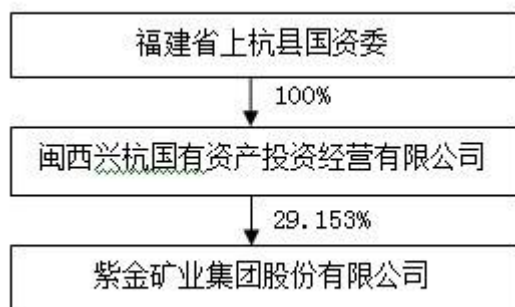 福建省上杭县国资委
100%
闽西兴杭国有资产投资经营有限公司
29.153%
紫金矿业集团股份有限公司